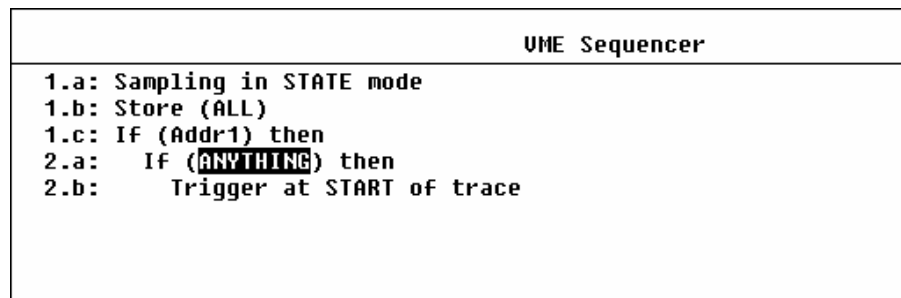 VME Sequencer
1.a: Sampling in STATE mode
1.b: Store (ALL)
1.c: If (Addr1) then
2.a: If (ANYTHING) then
2.b: Trigger at START of trace